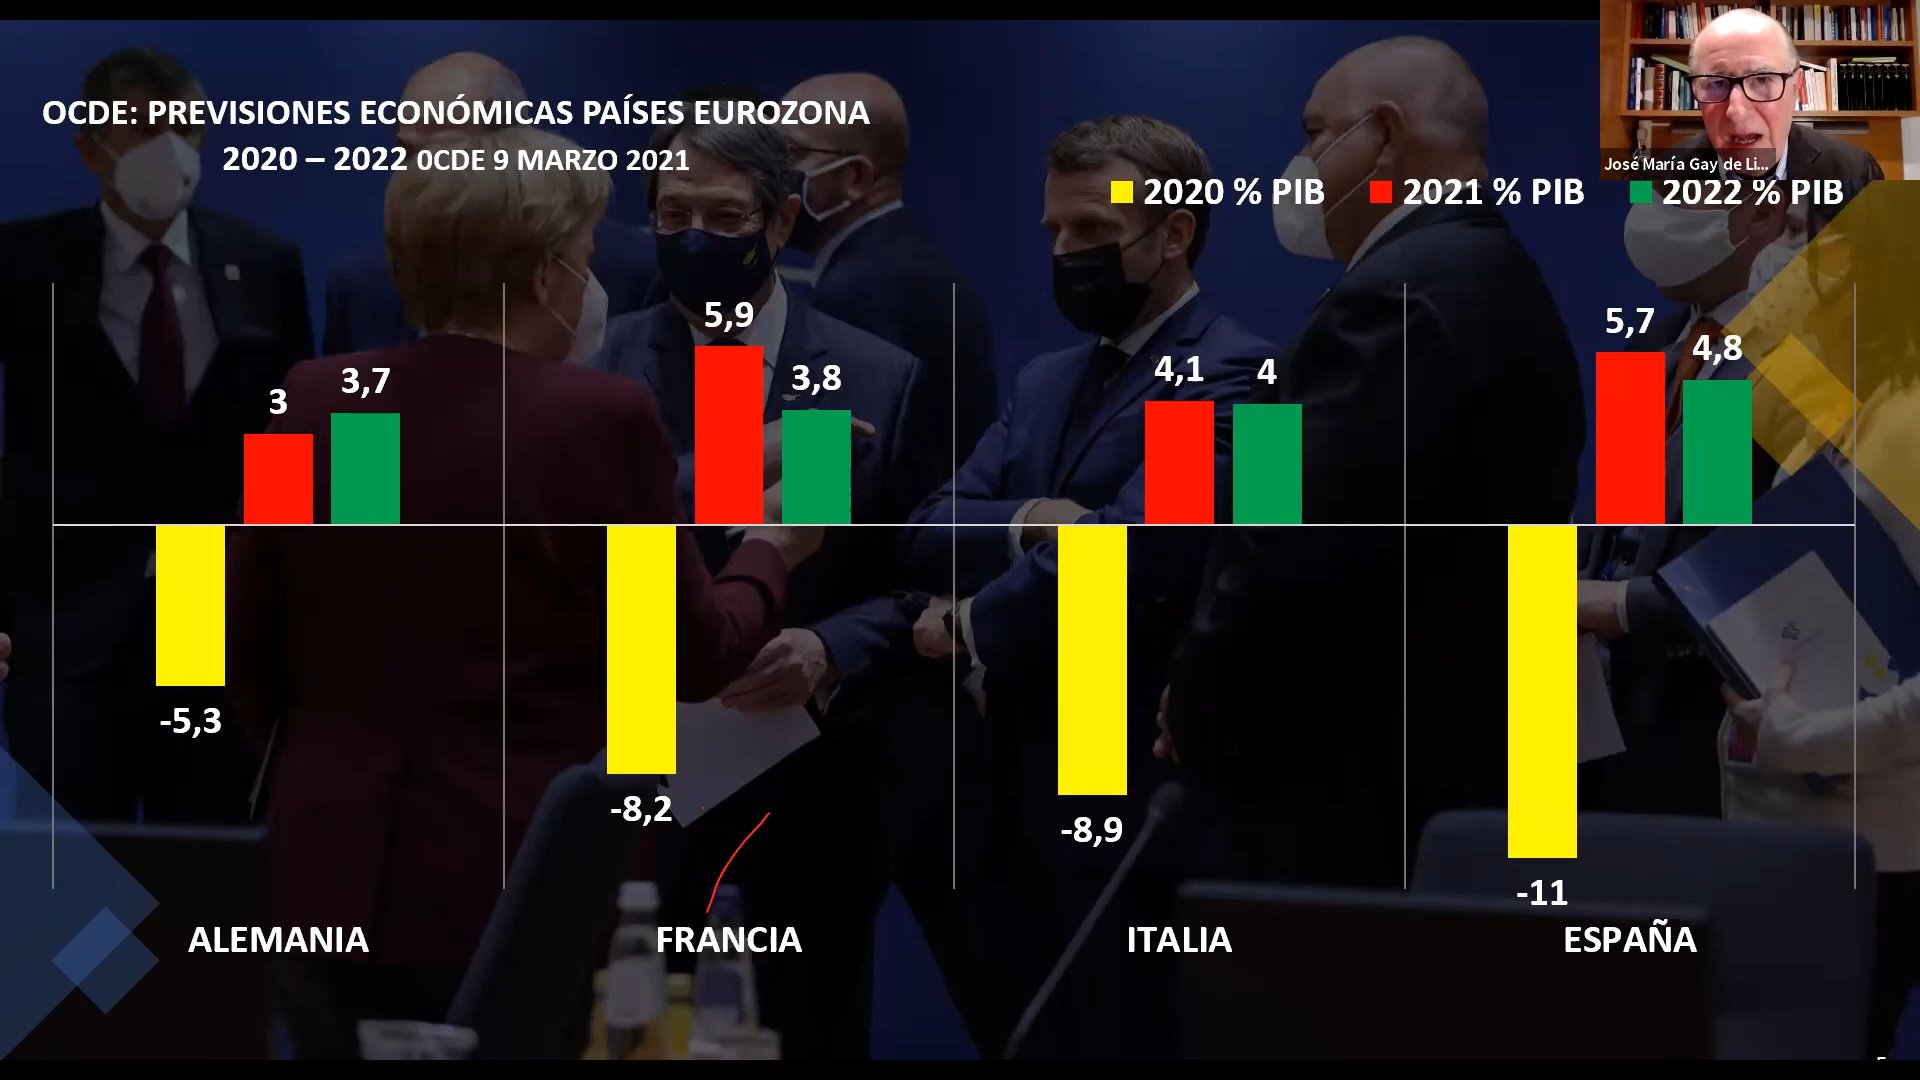 OCDE: PREVISIONES ECONÓMICAS PAÍSES EUROZONA
2020 – 2022 0CDE 9 MARZO 2021
José María Gay de Li...
2020 % PIB 2021 % PIB 2022 % PIB
3 3,7 5,9 3,8 4,1 4 5,7 4,8
-5,3 -8,2 -8,9 -11
ALEMANIA FRANCIA ITALIA ESPAÑA